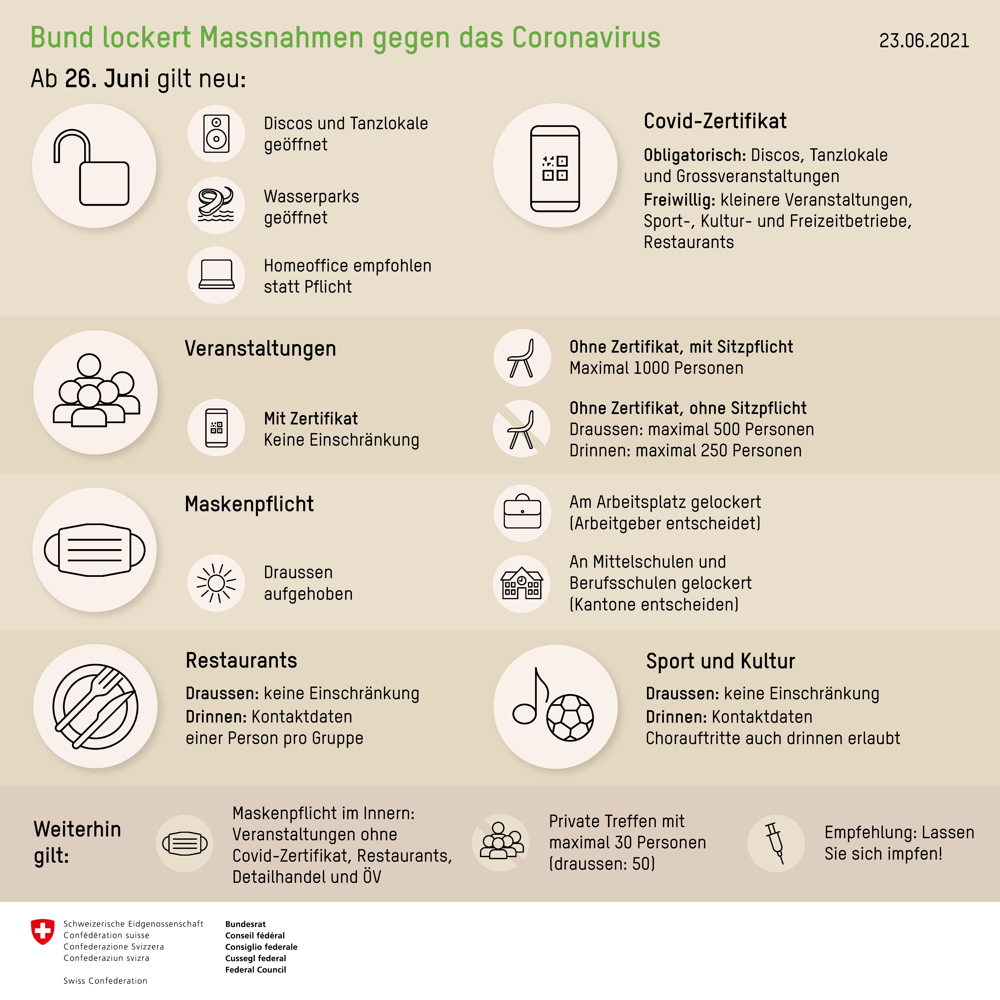 Bund lockert Massnahmen gegen das Coronavirus
23.06.2021
Ab 26. Juni gilt neu:
Discos und Tanzlokale
geöffnet
Wasserparks
geöffnet
Homeoffice empfohlen
statt Pflicht
Covid-Zertifikat
Obligatorisch: Discos, Tanzlokale
und Grossveranstaltungen
Freiwillig: kleinere Veranstaltungen,
Sport-, Kultur- und Freizeitbetriebe,
Restaurants
Veranstaltungen
Mit Zertifikat
Keine Einschränkung
Ohne Zertifikat, mit Sitzpflicht
Maximal 1000 Personen
Ohne Zertifikat, ohne Sitzpflicht
Draussen: maximal 500 Personen
Drinnen: maximal 250 Personen
Maskenpflicht
Draussen
aufgehoben
Am Arbeitsplatz gelockert
(Arbeitgeber entscheidet)
An Mittelschulen und
Berufsschulen gelockert
(Kantone entscheiden)
Restaurants
Draussen: keine Einschränkung
Drinnen: Kontaktdaten
einer Person pro Gruppe
Sport und Kultur
Draussen: keine Einschränkung
Drinnen: Kontaktdaten
Chorauftritte auch drinnen erlaubt
Weiterhin
gilt:
Maskenpflicht im Innern:
Veranstaltungen ohne
Covid-Zertifikat, Restaurants,
Detailhandel und ÖV
Private Treffen mit
maximal 30 Personen
(draussen: 50)
Empfehlung: Lassen
Sie sich impfen!
Schweizerische Eidgenossenschaft
Confédération suisse
Confederazione Svizzera
Confederaziun svizra
Swiss Confederation
Bundesrat
Conseil fédéral
Consiglio federale
Cussegl federal
Federal Council